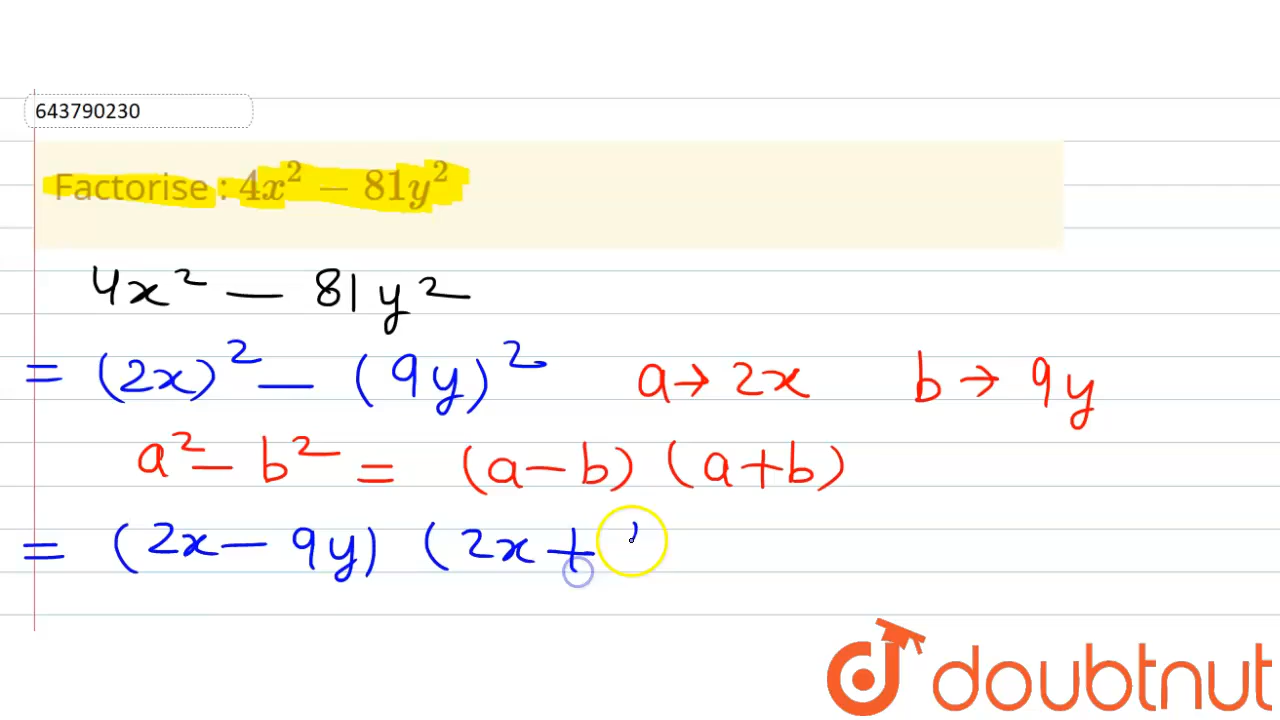 643790230
Factorise : 4x² − 81y²
4x² − 81y²
= (2x)² − (9y)² a → 2x b → 9y
a² − b² = (a − b) (a + b)
= (2x − 9y) (2x +
doubtnut